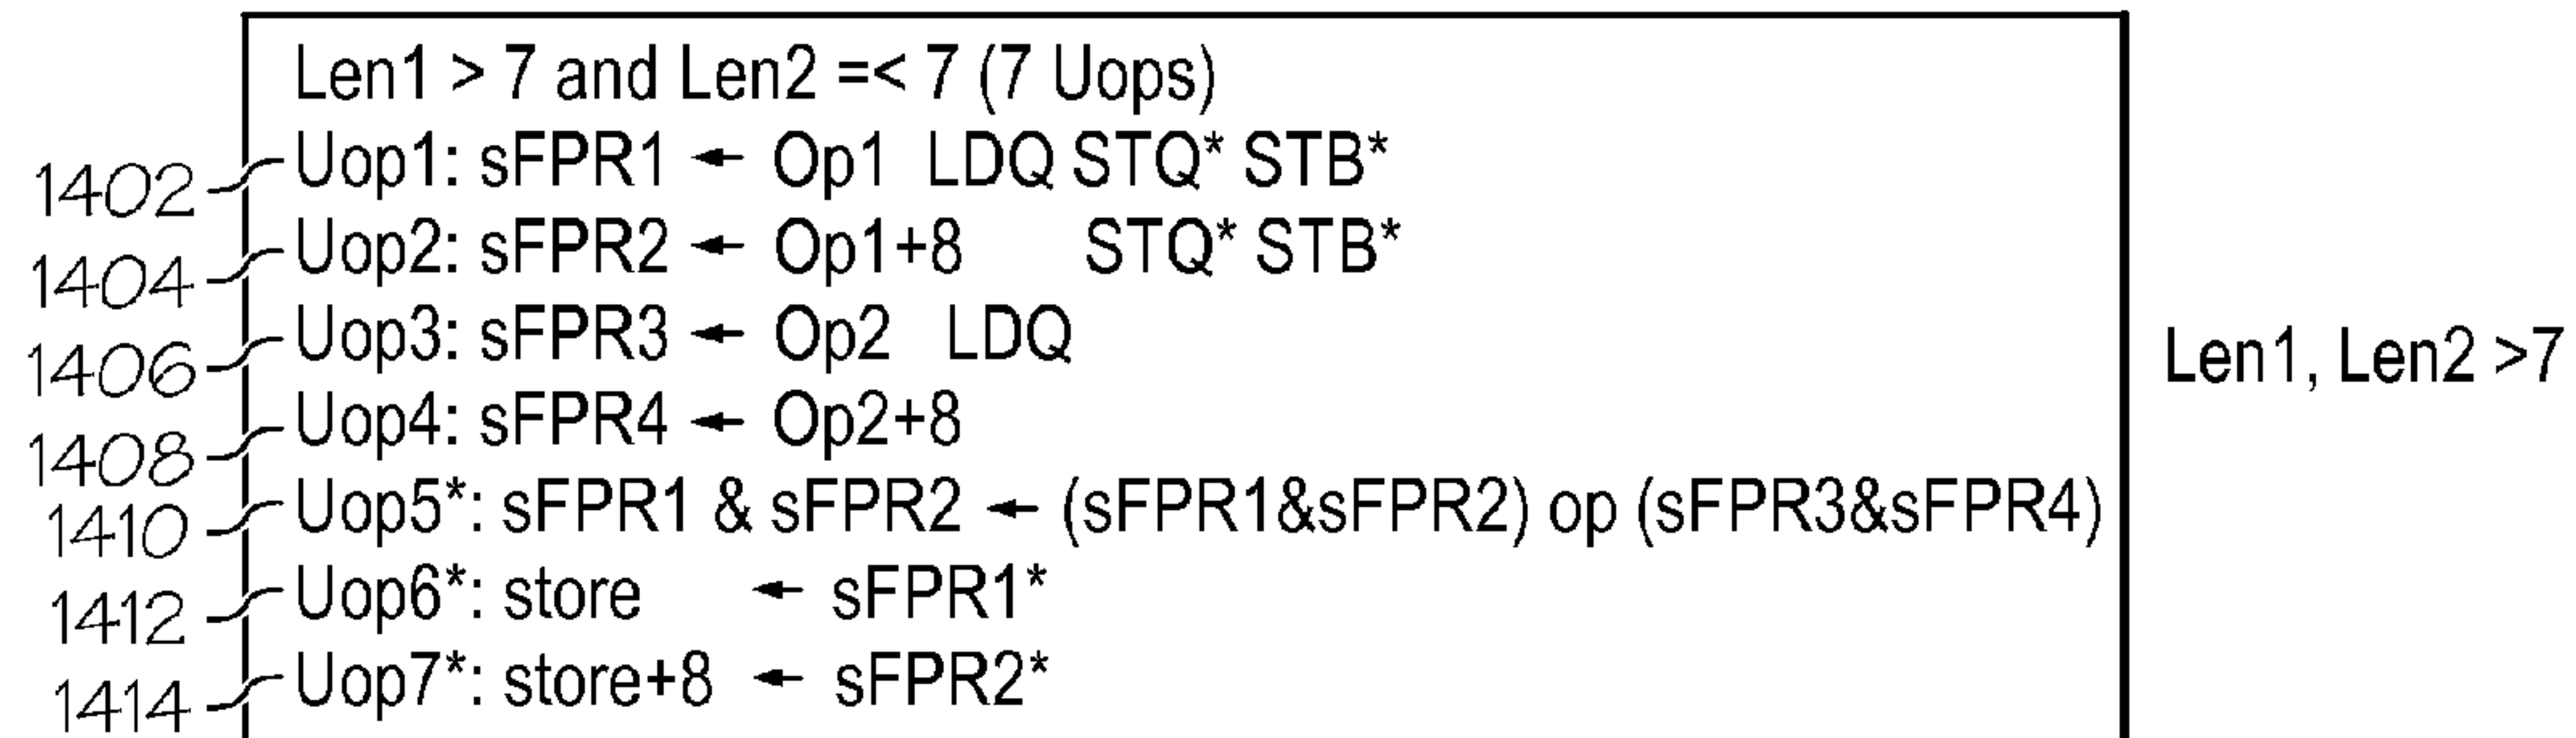 Len1 > 7 and Len2 =< 7 (7 Uops)
1402 Uop1: sFPR1 ← Op1 LDQ STQ* STB*
1404 Uop2: sFPR2 ← Op1+8 STQ* STB*
1406 Uop3: sFPR3 ← Op2 LDQ
Len1, Len2 >7
1408 Uop4: sFPR4 ← Op2+8
1410 Uop5*: sFPR1 & sFPR2 ← (sFPR1&sFPR2) op (sFPR3&sFPR4)
1412 Uop6*: store ← sFPR1*
1414 Uop7*: store+8 ← sFPR2*